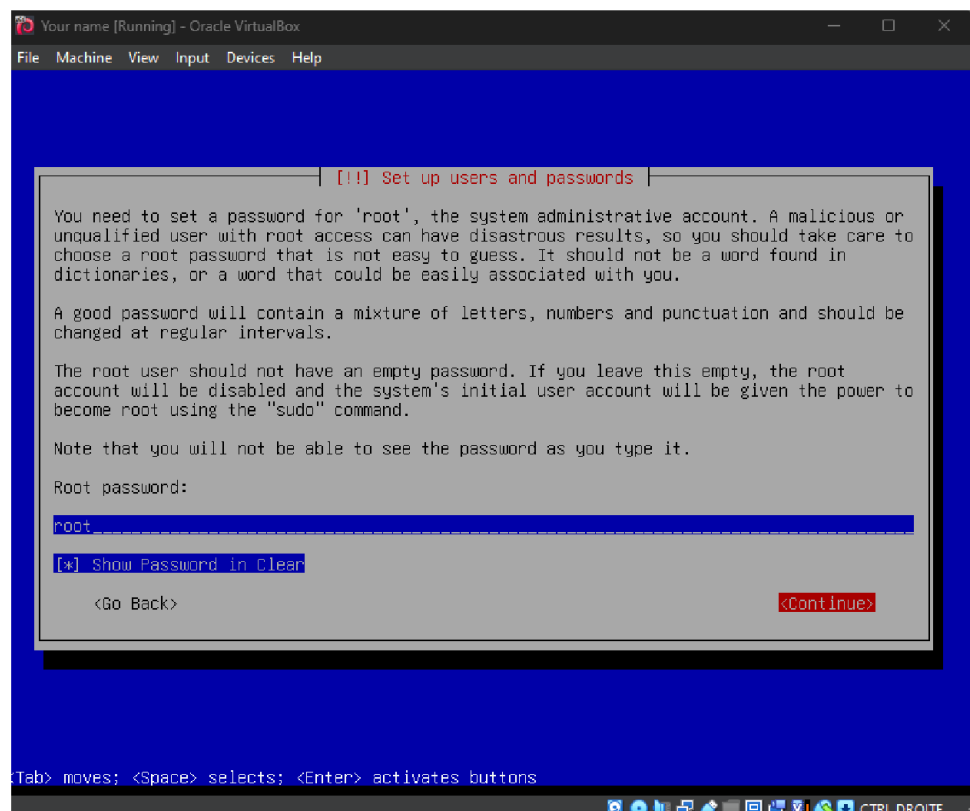 Your name [Running] - Oracle VirtualBox
File Machine View Input Devices Help
[!!] Set up users and passwords
You need to set a password for 'root', the system administrative account. A malicious or
unqualified user with root access can have disastrous results, so you should take care to
choose a root password that is not easy to guess. It should not be a word found in
dictionaries, or a word that could be easily associated with you.
A good password will contain a mixture of letters, numbers and punctuation and should be
changed at regular intervals.
The root user should not have an empty password. If you leave this empty, the root
account will be disabled and the system's initial user account will be given the power to
become root using the "sudo" command.
Note that you will not be able to see the password as you type it.
Root password:
root
[*] Show Password in Clear
<Go Back> <Continue>
<Tab> moves; <Space> selects; <Enter> activates buttons
CTRL DROITE